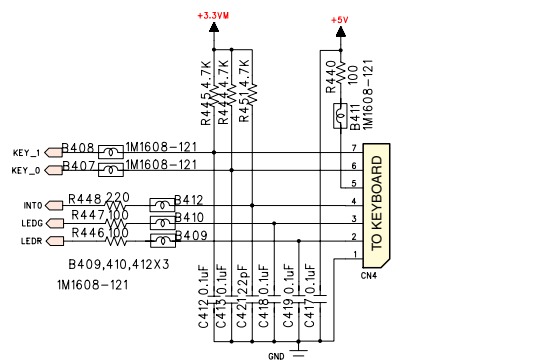 +3.3VM
+5V
R445 4.7K
R444 4.7K
R451 4.7K
R440
100
B411
1M1608-121
KEY_1
B408
1M1608-121
7
KEY_0
B407
1M1608-121
6
5
INT0
R448 220
B412
4
LEDG
R447 100
B410
3
LEDR
R446 100
B409
2
1
TO KEYBOARD
CN4
B409,410,412X3
1M1608-121
C412 0.1uF
C413 0.1uF
C421 22pF
C418 0.1uF
C419 0.1uF
C417 0.1uF
GND